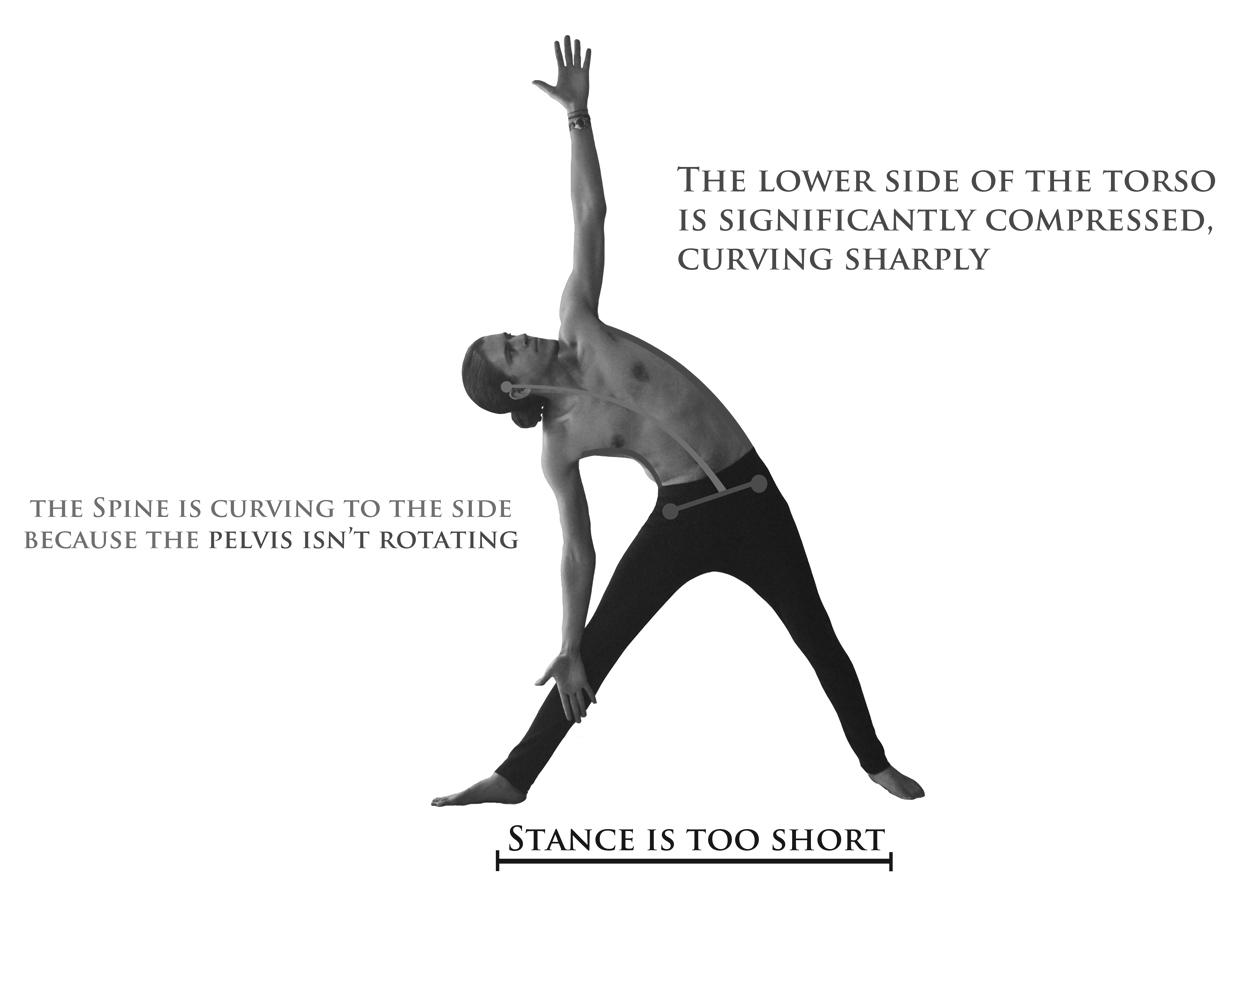 The lower side of the torso
is significantly compressed,
curving sharply
the Spine is curving to the side
because the pelvis isn't rotating
Stance is too short